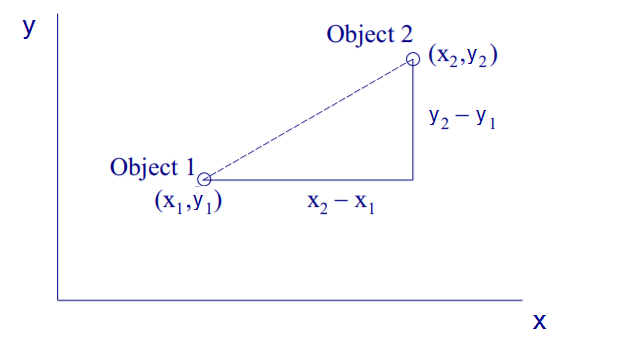 y
Object 2
(x₂,y₂)
y₂ − y₁
Object 1
(x₁,y₁)
x₂ − x₁
x